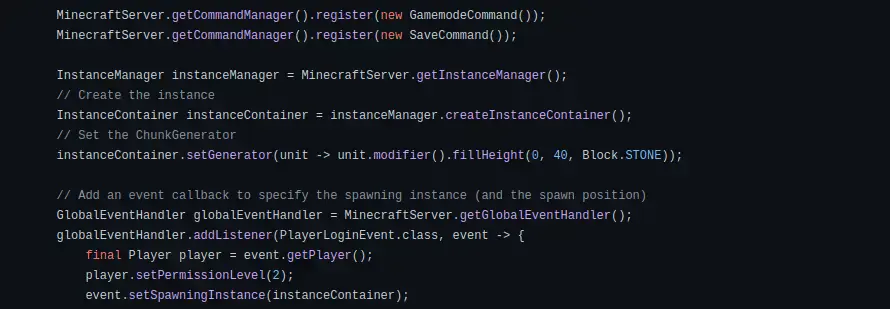 MinecraftServer.getCommandManager().register(new GamemodeCommand());
MinecraftServer.getCommandManager().register(new SaveCommand());
InstanceManager instanceManager = MinecraftServer.getInstanceManager();
// Create the instance
InstanceContainer instanceContainer = instanceManager.createInstanceContainer();
// Set the ChunkGenerator
instanceContainer.setGenerator(unit -> unit.modifier().fillHeight(0, 40, Block.STONE));
// Add an event callback to specify the spawning instance (and the spawn position)
GlobalEventHandler globalEventHandler = MinecraftServer.getGlobalEventHandler();
globalEventHandler.addListener(PlayerLoginEvent.class, event -> {
final Player player = event.getPlayer();
player.setPermissionLevel(2);
event.setSpawningInstance(instanceContainer);